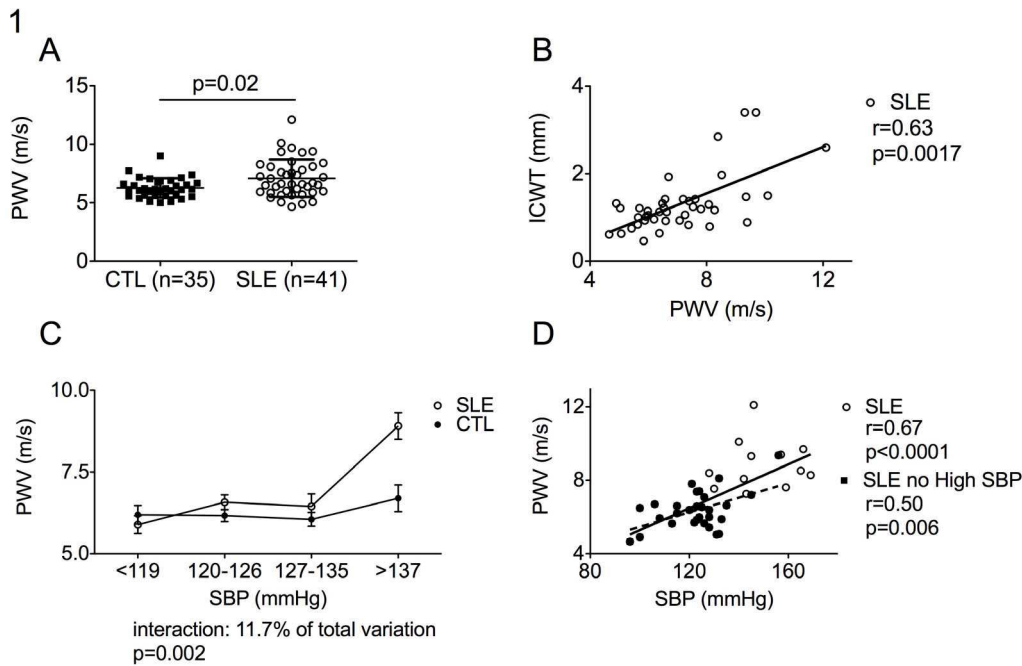 1
A
p=0.02
15
10
5
0
PWV (m/s)
CTL (n=35) SLE (n=41)
B
4
2
0
ICWT (mm)
4 8 12
PWV (m/s)
SLE
r=0.63
p=0.0017
C
10.0
7.5
5.0
PWV (m/s)
SLE
CTL
<119 120-126 127-135 >137
SBP (mmHg)
interaction: 11.7% of total variation
p=0.002
D
12
8
4
PWV (m/s)
80 120 160
SBP (mmHg)
SLE
r=0.67
p<0.0001
SLE no High SBP
r=0.50
p=0.006